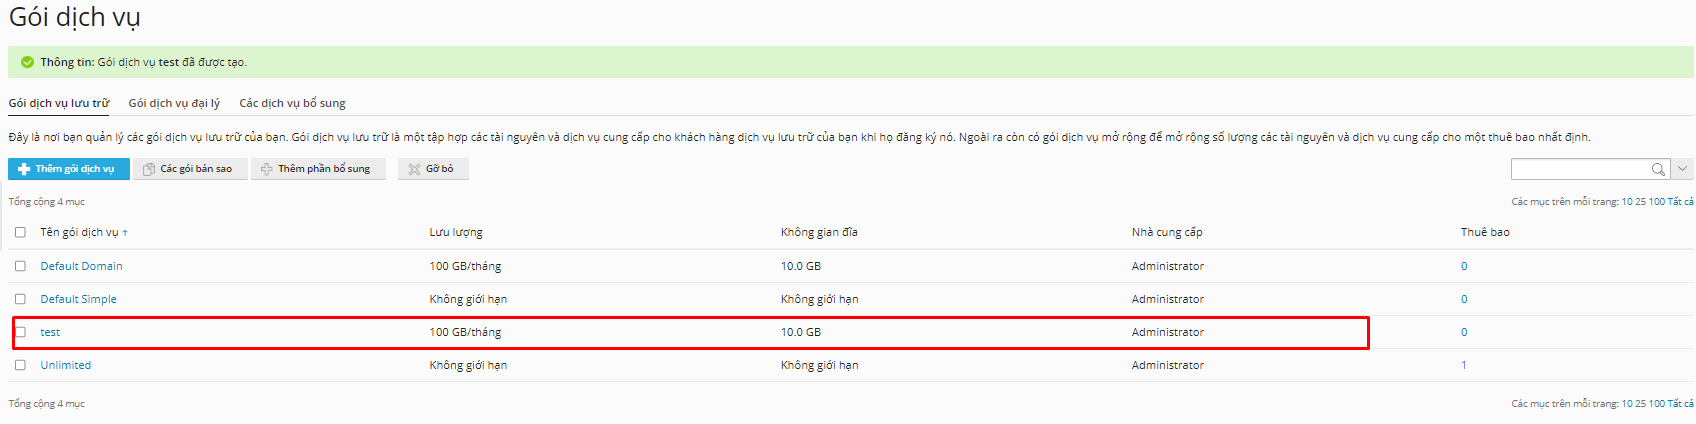 Gói dịch vụ
Thông tin: Gói dịch vụ test đã được tạo.
Gói dịch vụ lưu trữ Gói dịch vụ đại lý Các dịch vụ bổ sung
Đây là nơi bạn quản lý các gói dịch vụ lưu trữ của bạn. Gói dịch vụ lưu trữ là một tập hợp các tài nguyên và dịch vụ cung cấp cho khách hàng dịch vụ lưu trữ của bạn khi họ đăng ký nó. Ngoài ra còn có gói dịch vụ mở rộng để mở rộng số lượng các tài nguyên và dịch vụ cung cấp cho một thuê bao nhất định.
Thêm gói dịch vụ Các gói bản sao Thêm phần bổ sung Gỡ bỏ
Tổng cộng 4 mục Các mục trên mỗi trang: 10 25 100 Tất cả
Tên gói dịch vụ ↑ Lưu lượng Không gian đĩa Nhà cung cấp Thuê bao
Default Domain 100 GB/tháng 10.0 GB Administrator 0
Default Simple Không giới hạn Không giới hạn Administrator 0
test 100 GB/tháng 10.0 GB Administrator 0
Unlimited Không giới hạn Không giới hạn Administrator 1
Tổng cộng 4 mục Các mục trên mỗi trang: 10 25 100 Tất cả